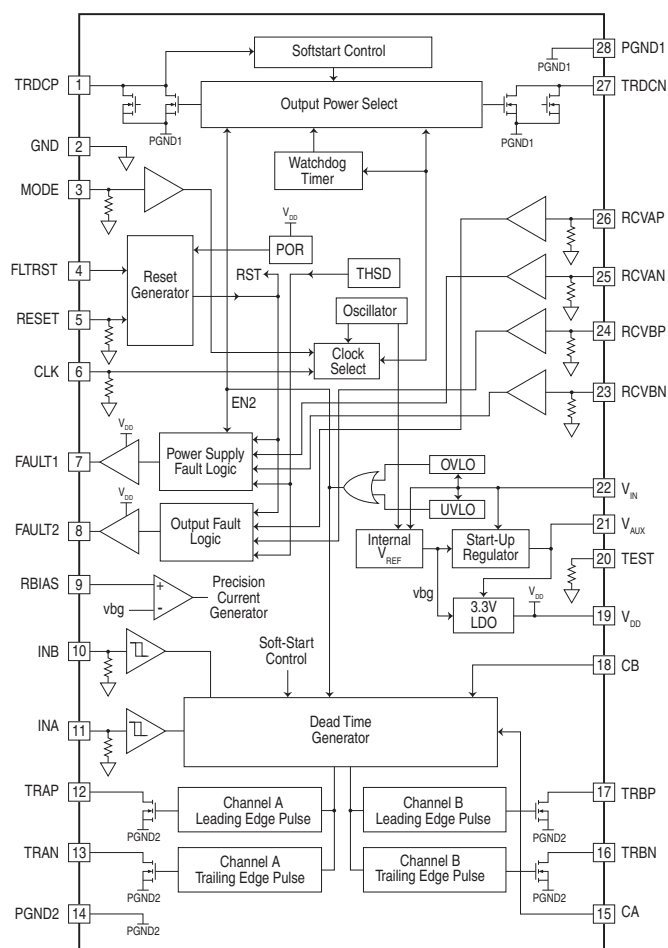 Softstart Control
28 PGND1
PGND1
TRDCP 1
27 TRDCN
Output Power Select
PGND1
PGND1
GND 2
Watchdog
Timer
MODE 3
26 RCVAP
VDD
POR
FLTRST 4
Reset
Generator
RST
THSD
25 RCVAN
RESET 5
Oscillator
24 RCVBP
Clock
Select
CLK 6
23 RCVBN
EN2
VDD
FAULT1 7
Power Supply
Fault Logic
OVLO
22 VIN
UVLO
VDD
FAULT2 8
Output Fault
Logic
Internal
VREF
Start-Up
Regulator
21 VAUX
20 TEST
RBIAS 9
+
-
vbg
Precision
Current
Generator
vbg
3.3V
LDO
VDD
19 VDD
INB 10
Soft-Start
Control
18 CB
INA 11
Dead Time
Generator
TRAP 12
PGND2
Channel A
Leading Edge Pulse
Channel B
Leading Edge Pulse
PGND2
17 TRBP
TRAN 13
PGND2
Channel A
Trailing Edge Pulse
Channel B
Trailing Edge Pulse
PGND2
16 TRBN
PGND2 14
PGND2
15 CA